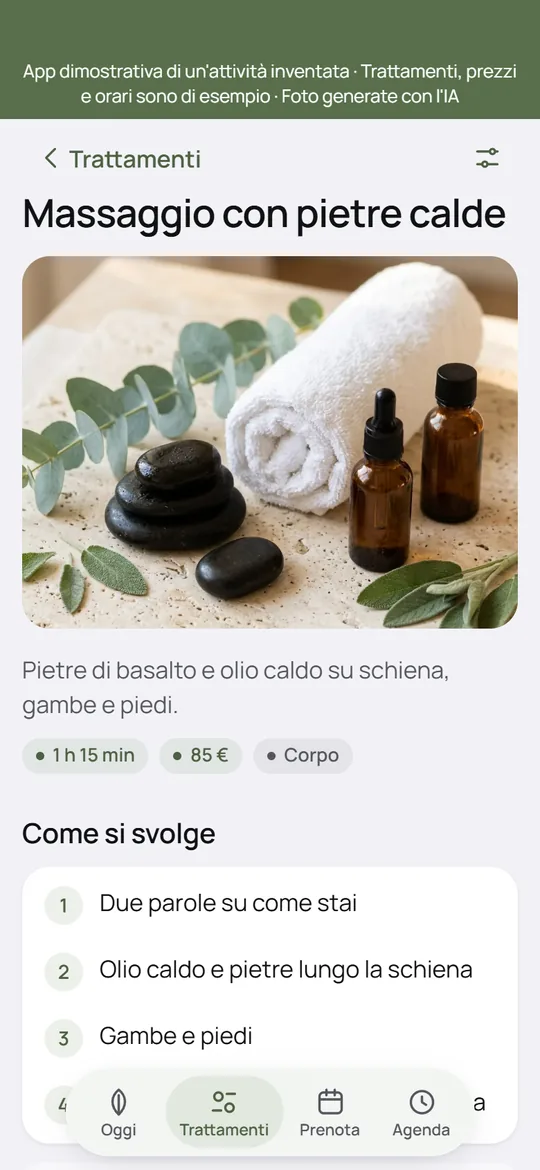 App dimostrativa di un'attività inventata · Trattamenti, prezzi
e orari sono di esempio · Foto generate con l'IA
Trattamenti
Massaggio con pietre calde
Pietre di basalto e olio caldo su schiena,
gambe e piedi.
1 h 15 min
85 €
Corpo
Come si svolge
1 Due parole su come stai
2 Olio caldo e pietre lungo la schiena
3 Gambe e piedi
4 a
Oggi
Trattamenti
Prenota
Agenda